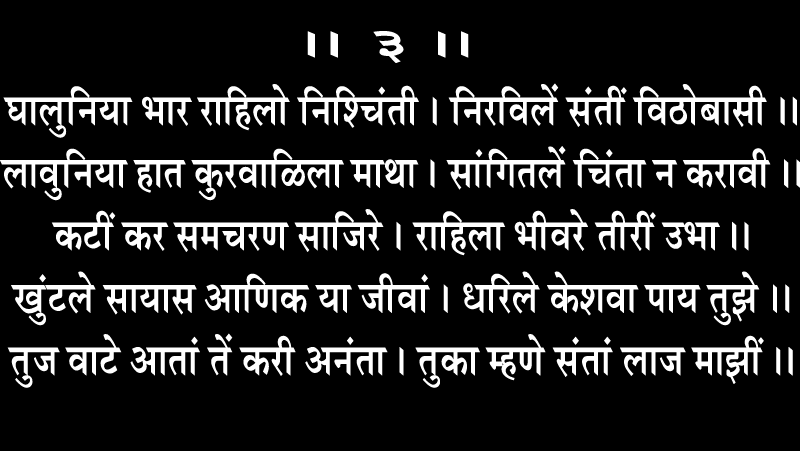 ।। ३ ।।
घालुनिया भार राहिलो निश्चिंती । निरविलें संतीं विठोबासी ।।
लावुनिया हात कुरवाळिला माथा । सांगितलें चिंता न करावी ।।
कटीं कर समचरण साजिरे । राहिला भीवरे तीरीं उभा ।।
खुंटले सायास आणिक या जीवां । धरिले केशवा पाय तुझे ।।
तुज वाटे आतां तें करी अनंता । तुका म्हणे संतां लाज माझीं ।।